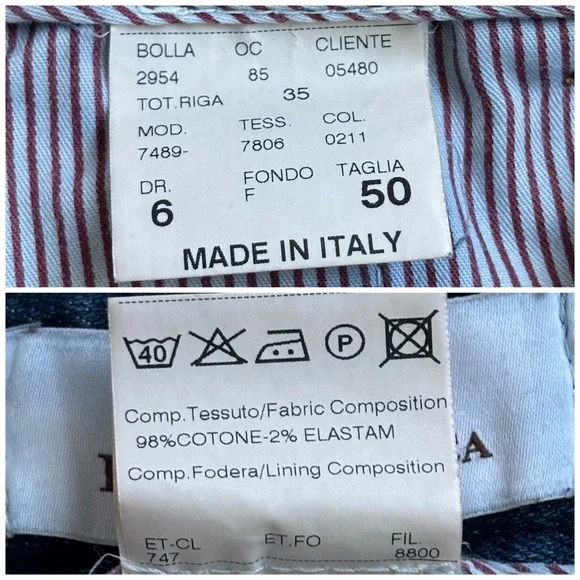 BOLLA OC CLIENTE
2954 85 05480
TOT.RIGA 35
MOD. TESS. COL.
7489- 7806 0211
DR. FONDO TAGLIA
6 F 50
MADE IN ITALY
40 P
Comp.Tessuto/Fabric Composition
98%COTONE-2% ELASTAM
Comp.Fodera/Lining Composition
ET-CL ET.FO FIL.
747 8800